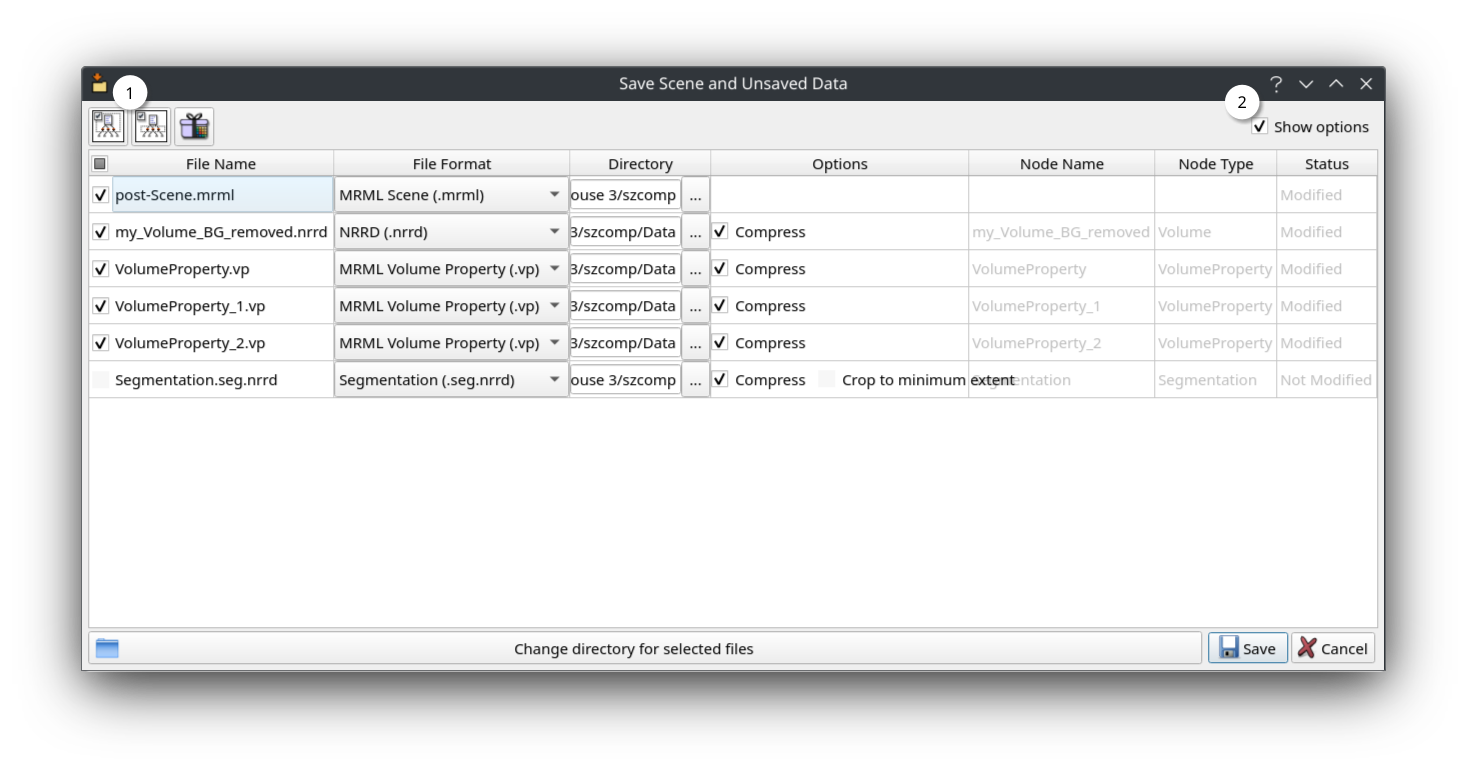 Save Scene and Unsaved Data
?
1
2
Show options
File Name File Format Directory Options Node Name Node Type Status
post-Scene.mrml MRML Scene (.mrml) ouse 3/szcomp ... Modified
my_Volume_BG_removed.nrrd NRRD (.nrrd) 3/szcomp/Data ... Compress my_Volume_BG_removed Volume Modified
VolumeProperty.vp MRML Volume Property (.vp) 3/szcomp/Data ... Compress VolumeProperty VolumeProperty Modified
VolumeProperty_1.vp MRML Volume Property (.vp) 3/szcomp/Data ... Compress VolumeProperty_1 VolumeProperty Modified
VolumeProperty_2.vp MRML Volume Property (.vp) 3/szcomp/Data ... Compress VolumeProperty_2 VolumeProperty Modified
Segmentation.seg.nrrd Segmentation (.seg.nrrd) ouse 3/szcomp ... Compress Crop to minimum extent Segmentation Segmentation Not Modified
Change directory for selected files Save Cancel